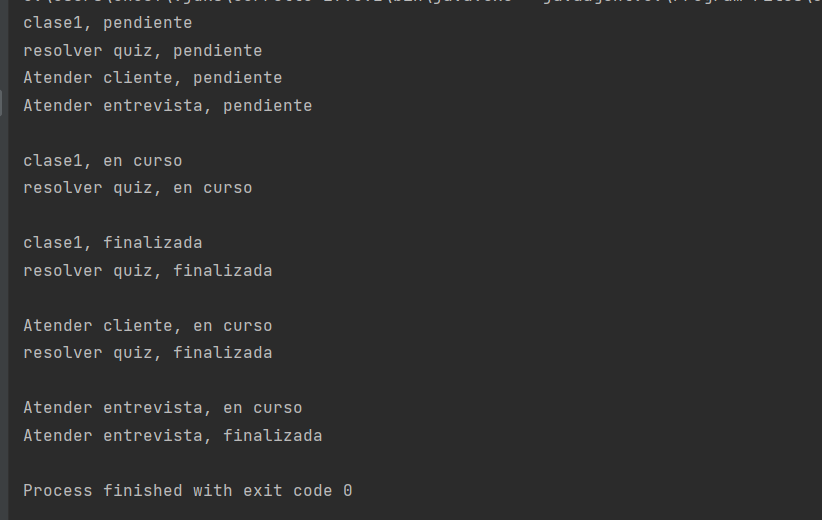 clase1, pendiente
resolver quiz, pendiente
Atender cliente, pendiente
Atender entrevista, pendiente
clase1, en curso
resolver quiz, en curso
clase1, finalizada
resolver quiz, finalizada
Atender cliente, en curso
resolver quiz, finalizada
Atender entrevista, en curso
Atender entrevista, finalizada
Process finished with exit code 0